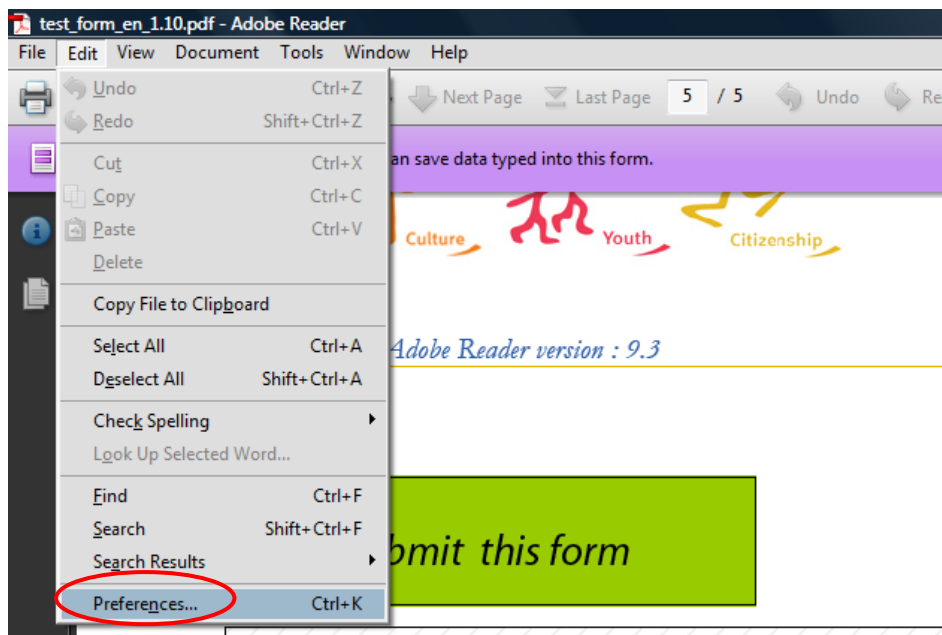 test_form_en_1.10.pdf - Adobe Reader
File Edit View Document Tools Window Help
Next Page Last Page 5 / 5 Undo
an save data typed into this form.
Undo Ctrl+Z
Redo Shift+Ctrl+Z
Cut Ctrl+X
Copy Ctrl+C
Paste Ctrl+V
Delete
Copy File to Clipboard
Select All Ctrl+A
Deselect All Shift+Ctrl+A
Check Spelling
Look Up Selected Word...
Find Ctrl+F
Search Shift+Ctrl+F
Search Results
Preferences... Ctrl+K
Culture Youth Citizenship
Adobe Reader version : 9.3
bmit this form